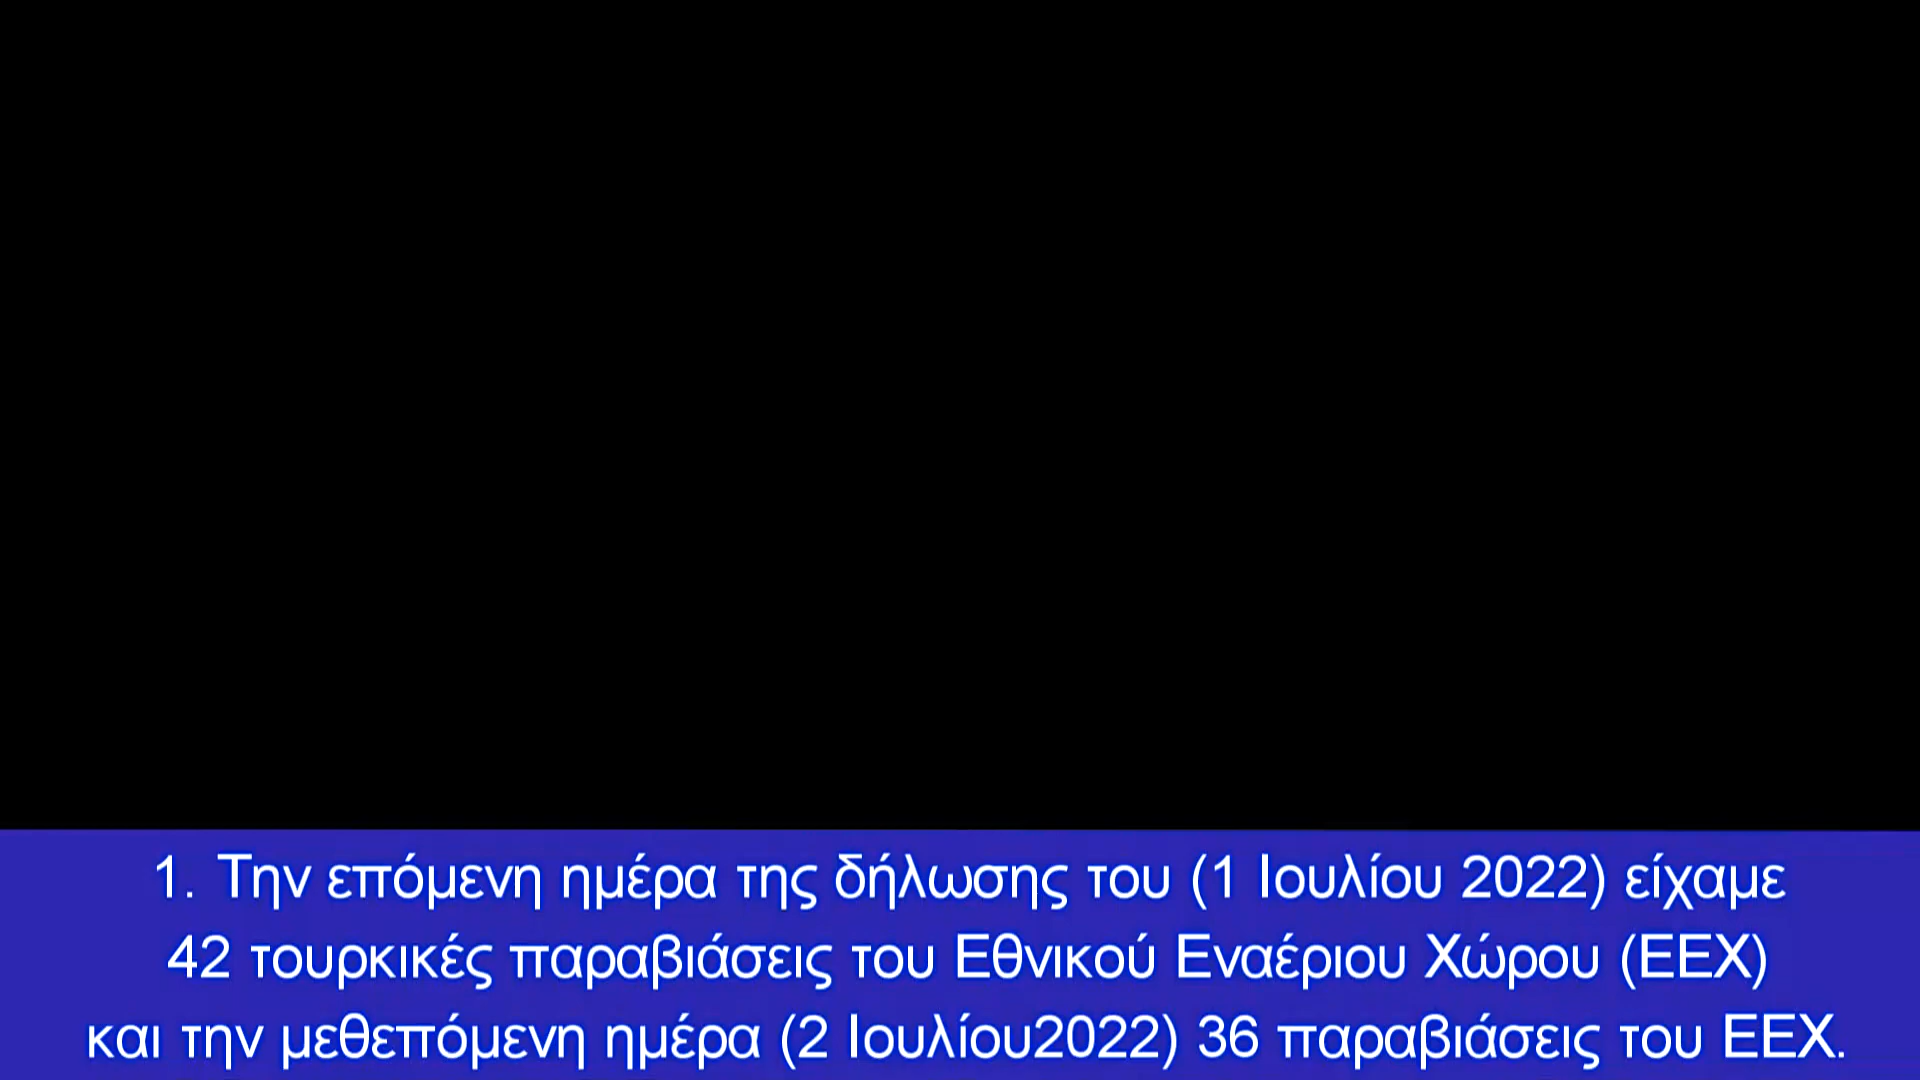 1. Την επόμενη ημέρα της δήλωσης του (1 Ιουλίου 2022) είχαμε
42 τουρκικές παραβιάσεις του Εθνικού Εναέριου Χώρου (ΕΕΧ)
και την μεθεπόμενη ημέρα (2 Ιουλίου2022) 36 παραβιάσεις του ΕΕΧ.